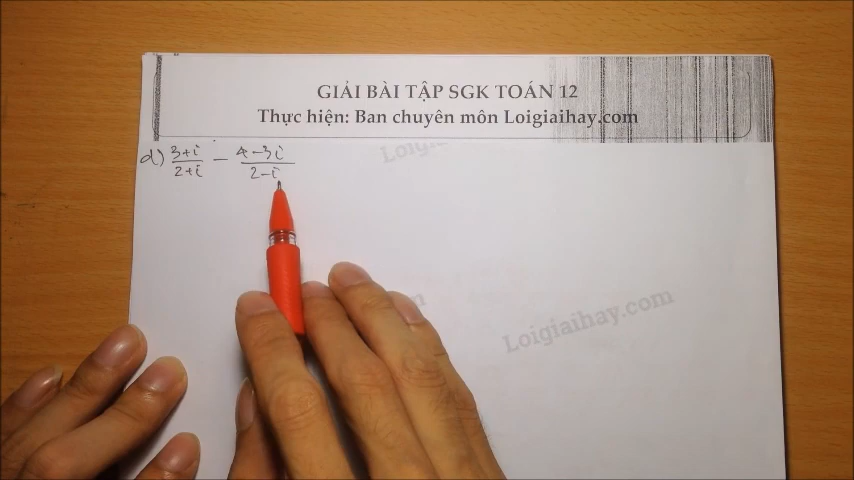 GIẢI BÀI TẬP SGK TOÁN 12
Thực hiện: Ban chuyên môn Loigiaihay.com
Loigiaihay.c
d) 3+i/2+i − 4−3i/2−i
Loigiaihay.com